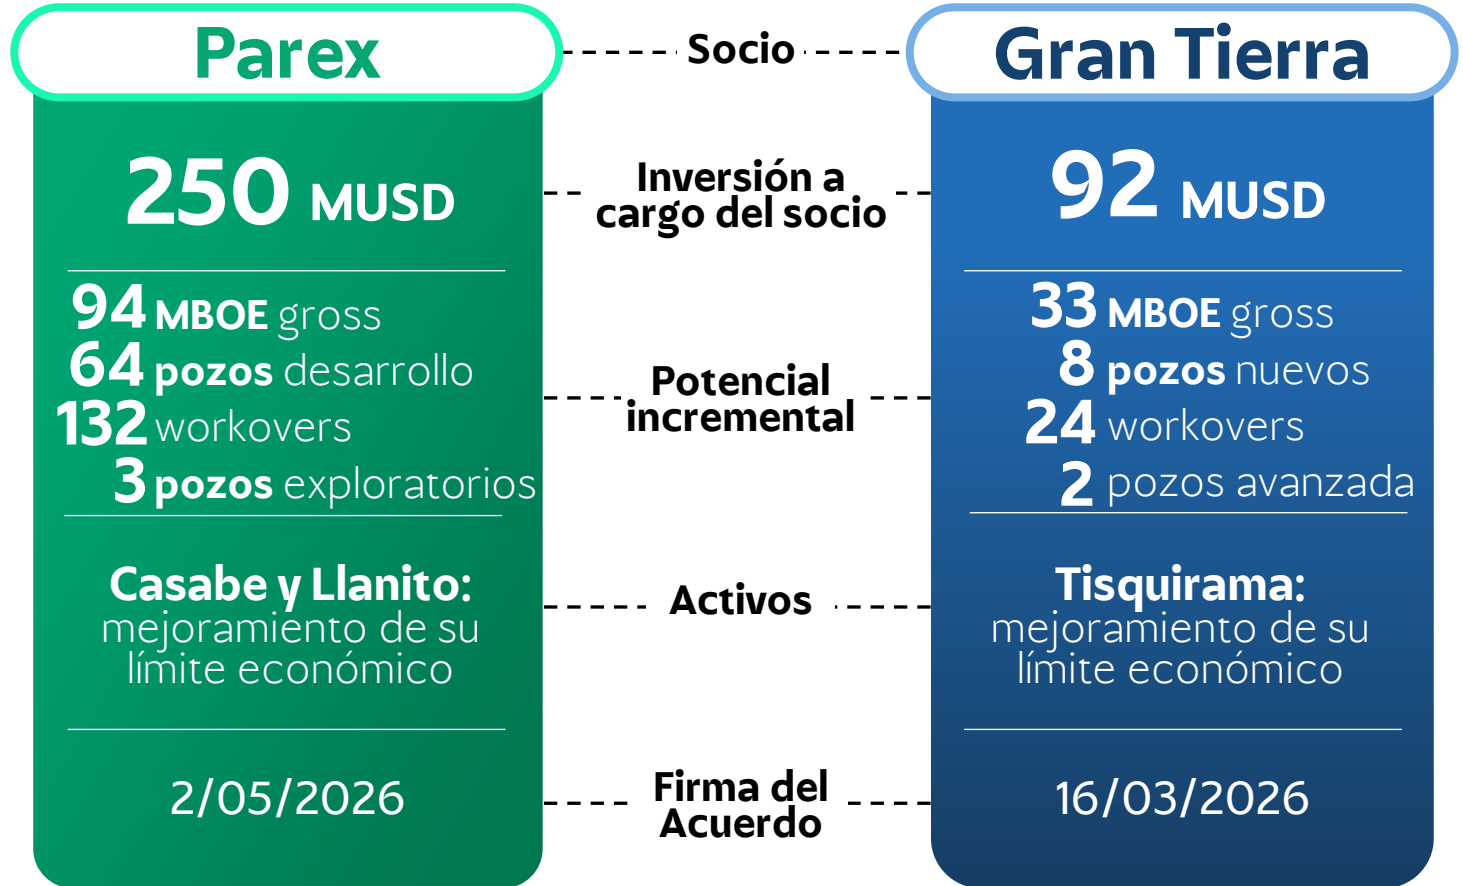 Parex
Socio
Gran Tierra
250 MUSD
Inversión a
cargo del socio
92 MUSD
94 MBOE gross
64 pozos desarrollo
132 workovers
3 pozos exploratorios
Potencial
incremental
33 MBOE gross
8 pozos nuevos
24 workovers
2 pozos avanzada
Casabe y Llanito:
mejoramiento de su
límite económico
Activos
Tisquirama:
mejoramiento de su
límite económico
2/05/2026
Firma del
Acuerdo
16/03/2026